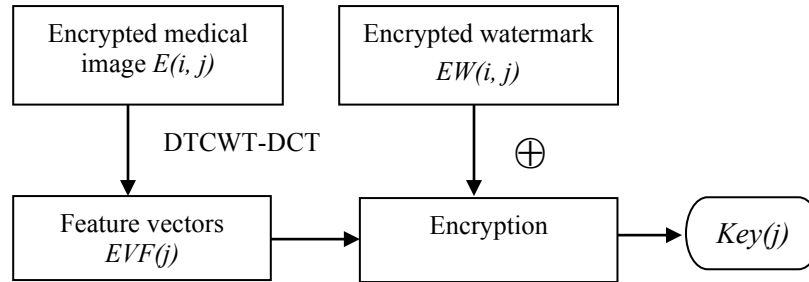 Encrypted medical
image E(i, j)
Encrypted watermark
EW(i, j)
DTCWT-DCT
⊕
Feature vectors
EVF(j)
Encryption
Key(j)